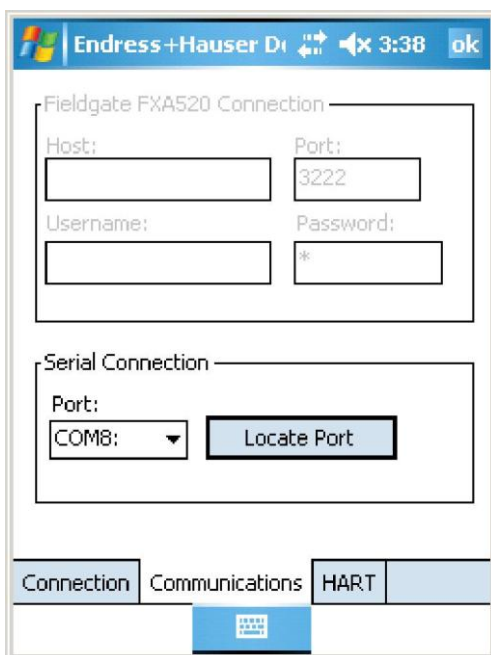 Endress+Hauser D 3:38 ok
Fieldgate FXA520 Connection
Host: Port:
3222
Username: Password:
*
Serial Connection
Port:
COM8: Locate Port
Connection Communications HART